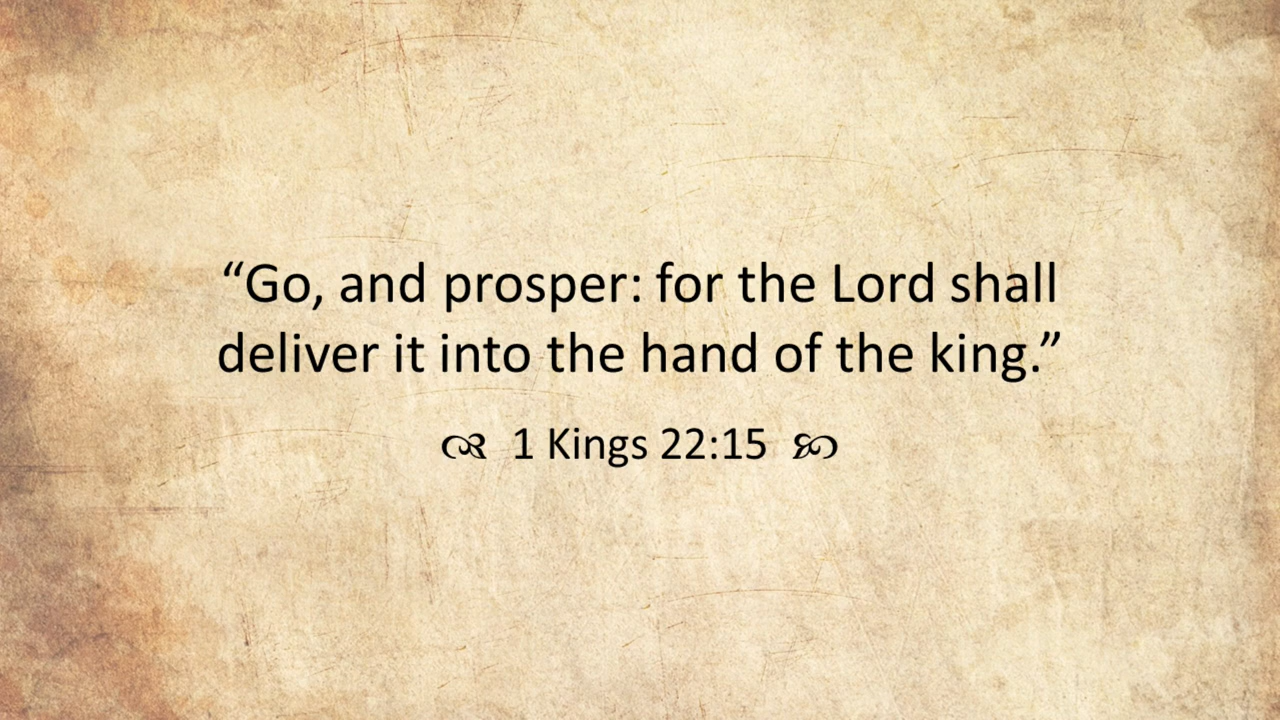 “Go, and prosper: for the Lord shall
deliver it into the hand of the king.”
1 Kings 22:15